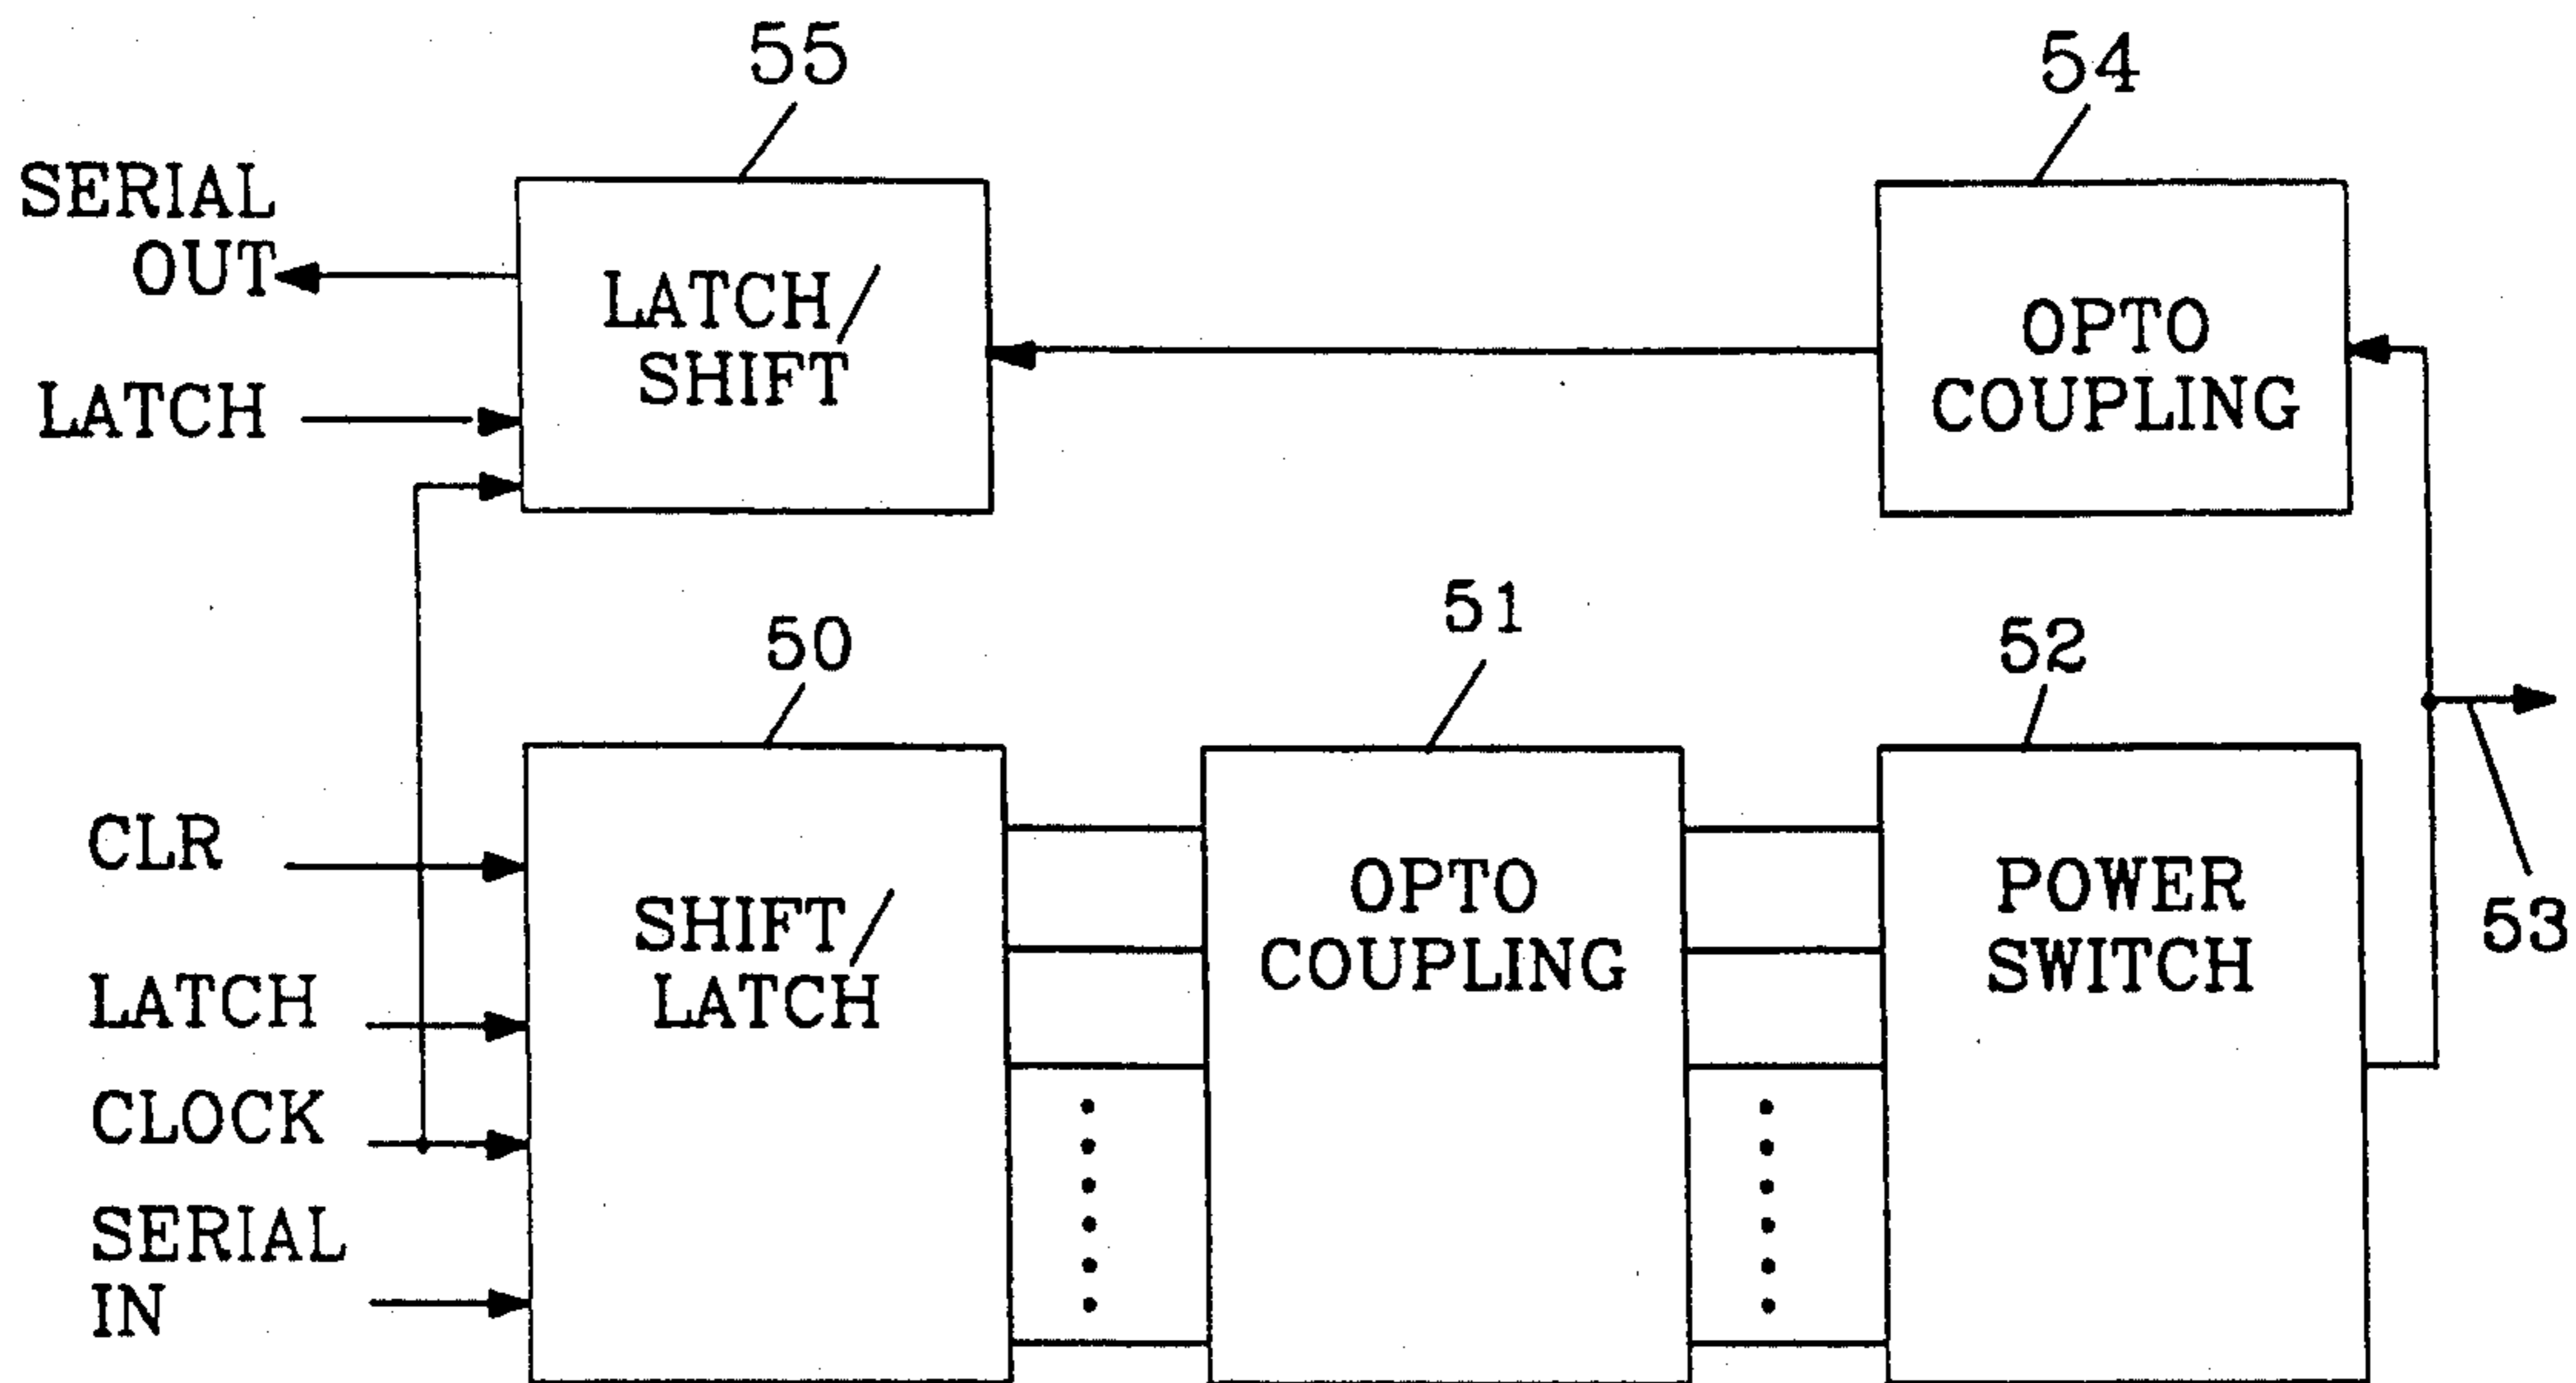 55
54
SERIAL
OUT
LATCH/
SHIFT
OPTO
COUPLING
LATCH
50
51
52
53
CLR
SHIFT/
LATCH
OPTO
COUPLING
POWER
SWITCH
LATCH
CLOCK
SERIAL
IN